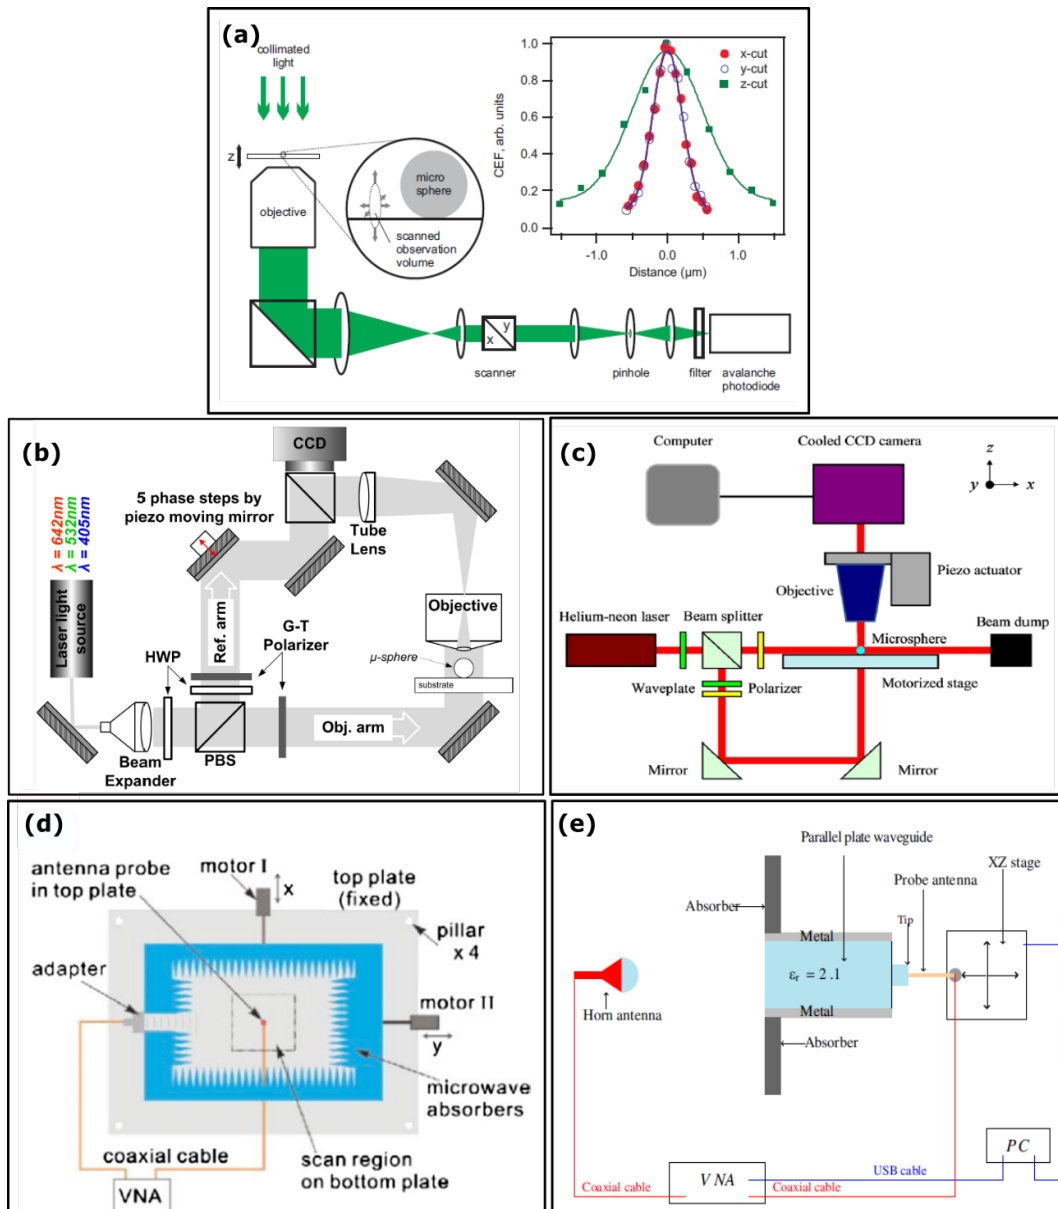 (a)
collimated
light
z
objective
micro
sphere
scanned
observation
volume
CEF, arb. units
1.0
0.8
0.6
0.4
0.2
0.0
-1.0
0.0
1.0
Distance (µm)
x-cut
y-cut
z-cut
x
y
scanner
pinhole
filter
avalanche
photodiode
(b)
CCD
5 phase steps by
piezo moving mirror
Tube
Lens
λ = 642nm
λ = 532nm
λ = 405nm
Laser light
source
Ref. arm
G-T
Polarizer
HWP
Objective
µ-sphere
substrate
Obj. arm
Beam
Expander
PBS
(c)
Computer
Cooled CCD camera
z
y
x
Piezo actuator
Objective
Helium-neon laser
Beam splitter
Microsphere
Beam dump
Waveplate
Polarizer
Motorized stage
Mirror
Mirror
(d)
motor I
x
antenna probe
in top plate
top plate
(fixed)
pillar
x 4
adapter
motor II
y
microwave
absorbers
coaxial cable
scan region
on bottom plate
VNA
(e)
Parallel plate waveguide
XZ stage
Probe antenna
Absorber
Tip
Metal
εr = 2 .1
Horn antenna
Metal
Absorber
PC
USB cable
VNA
Coaxial cable
Coaxial cable